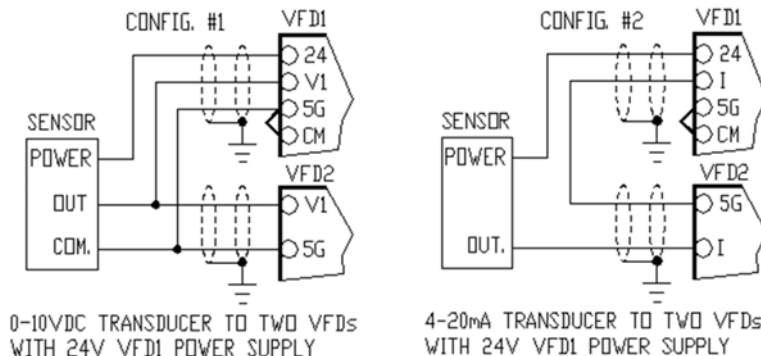 CONFIG. #1
VFD1
24
V1
5G
CM
SENSOR
POWER
OUT
COM.
VFD2
V1
5G
0-10VDC TRANSDUCER TO TWO VFDs
WITH 24V VFD1 POWER SUPPLY
CONFIG. #2
VFD1
24
I
5G
CM
SENSOR
POWER
OUT.
VFD2
5G
I
4-20mA TRANSDUCER TO TWO VFDs
WITH 24V VFD1 POWER SUPPLY